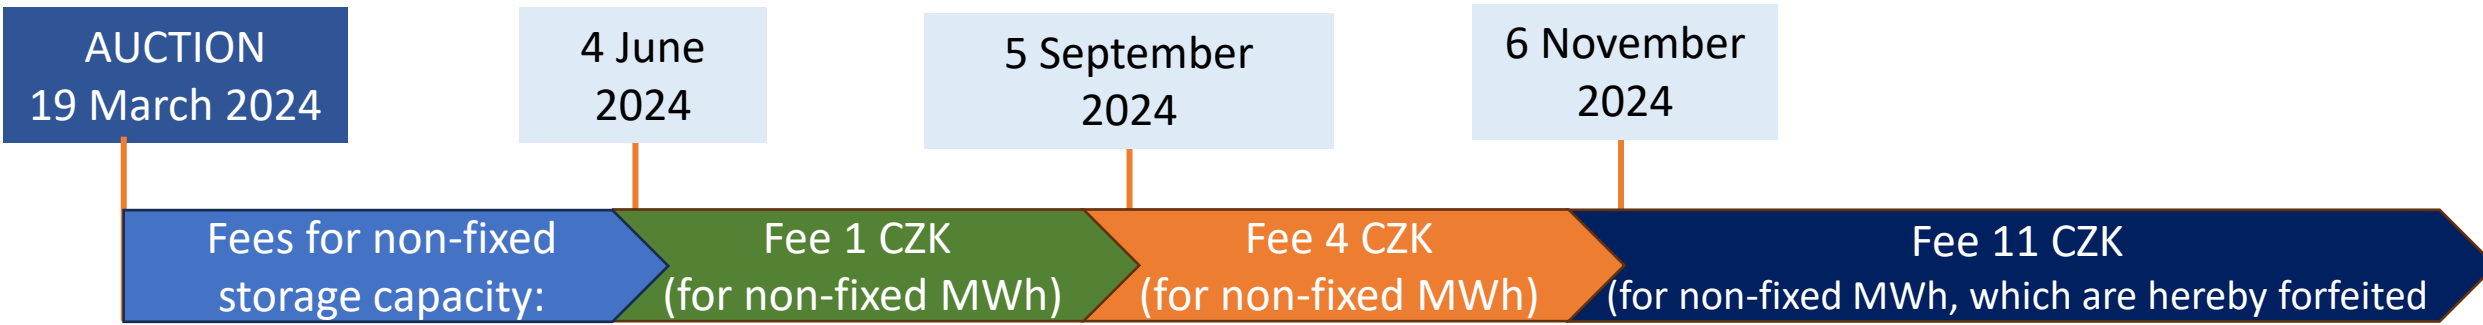 AUCTION
19 March 2024
4 June
2024
5 September
2024
6 November
2024
Fees for non-fixed
storage capacity:
Fee 1 CZK
(for non-fixed MWh)
Fee 4 CZK
(for non-fixed MWh)
Fee 11 CZK
(for non-fixed MWh, which are hereby forfeited